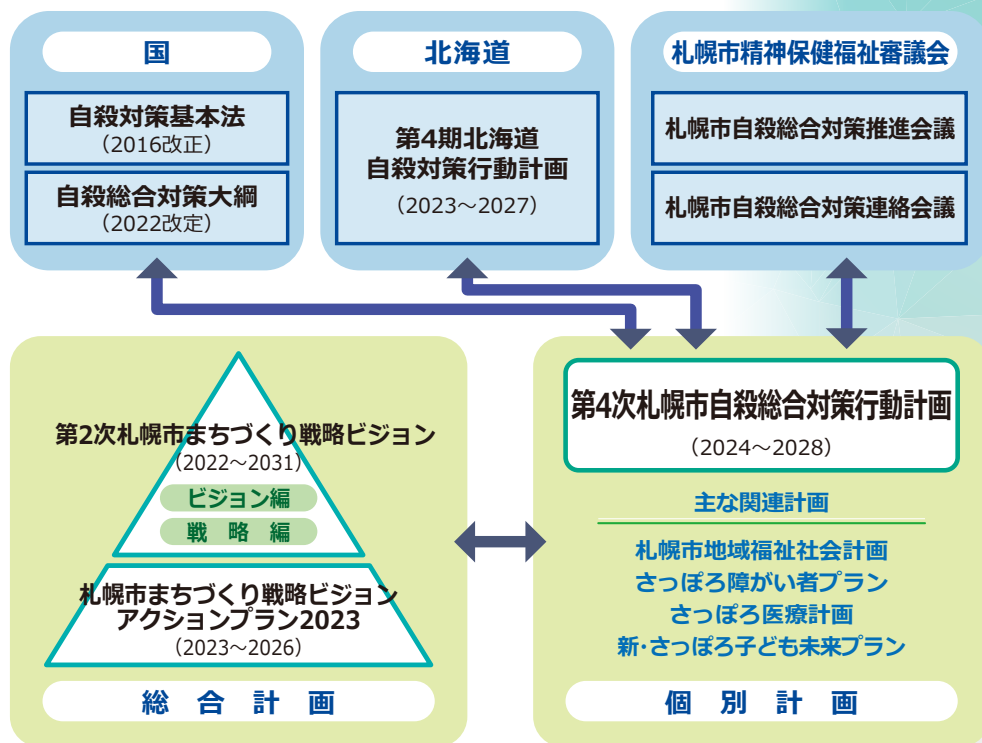 国
自殺対策基本法
（2016改正）
自殺総合対策大綱
（2022改定）
北海道
第4期北海道
自殺対策行動計画
（2023～2027）
札幌市精神保健福祉審議会
札幌市自殺総合対策推進会議
札幌市自殺総合対策連絡会議
第2次札幌市まちづくり戦略ビジョン
（2022～2031）
ビジョン編
戦略編
札幌市まちづくり戦略ビジョン
アクションプラン2023
（2023～2026）
総合計画
第4次札幌市自殺総合対策行動計画
（2024～2028）
主な関連計画
札幌市地域福祉社会計画
さっぽろ障がい者プラン
さっぽろ医療計画
新・さっぽろ子ども未来プラン
個別計画